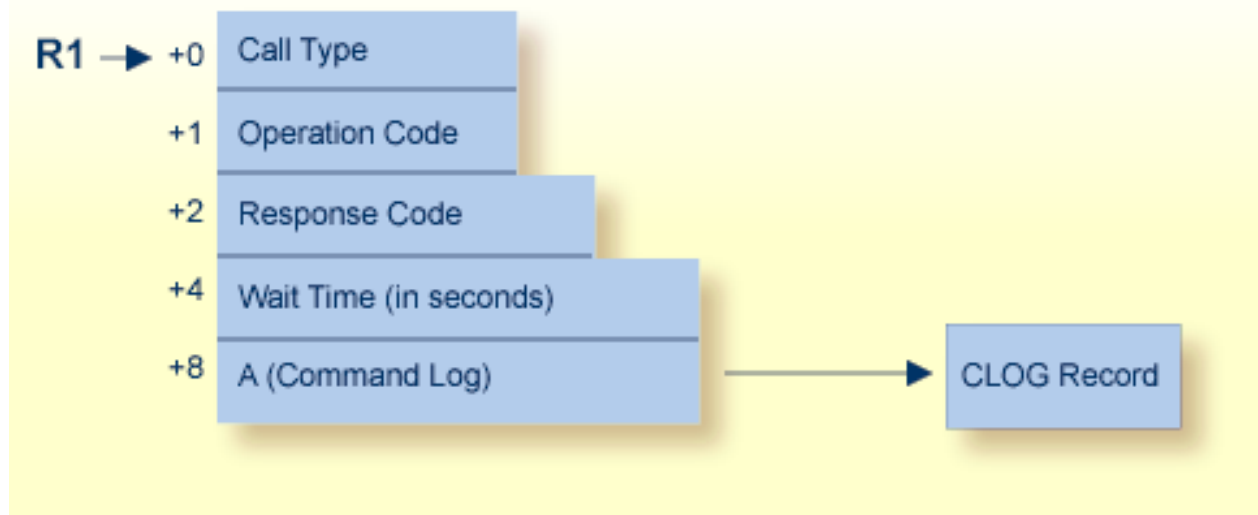 R1 +0 Call Type
+1 Operation Code
+2 Response Code
+4 Wait Time (in seconds)
+8 A (Command Log) CLOG Record